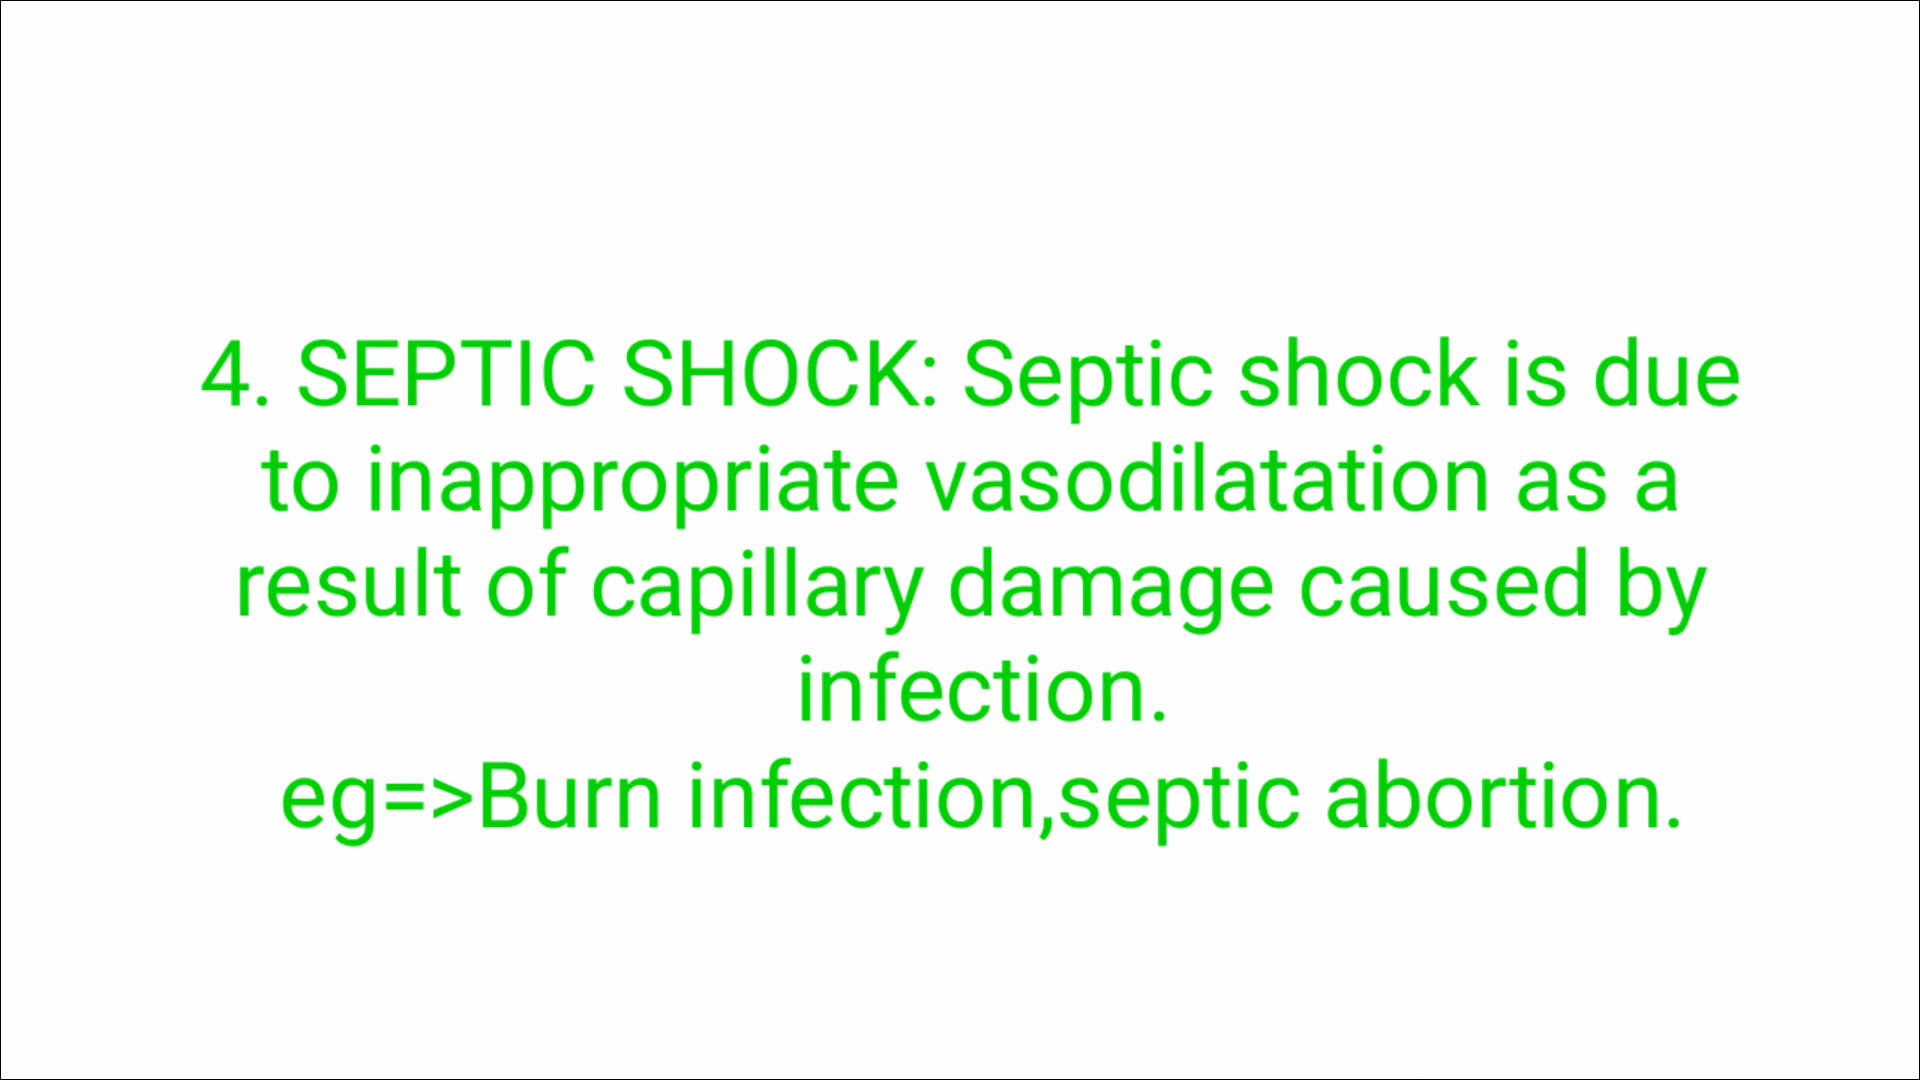 4. SEPTIC SHOCK: Septic shock is due
to inappropriate vasodilatation as a
result of capillary damage caused by
infection.
eg=>Burn infection,septic abortion.